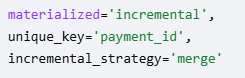 materialized='incremental',
unique_key='payment_id',
incremental_strategy='merge'